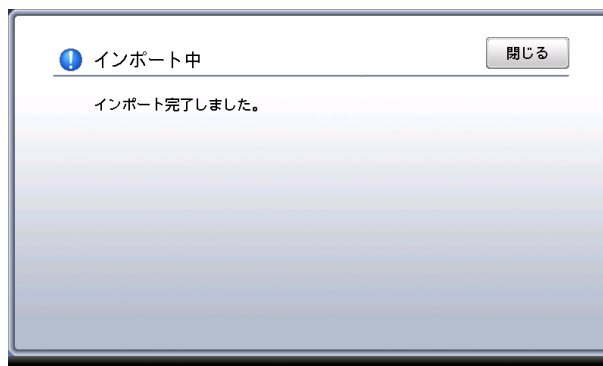 インポート中
閉じる
インポート完了しました。